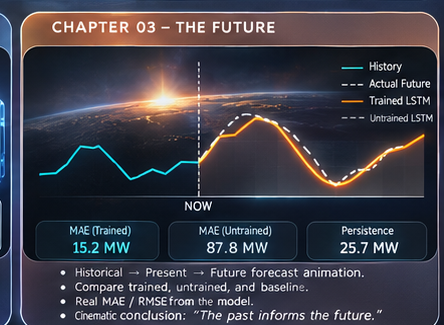 CHAPTER 03 – THE FUTURE
History
Actual Future
Trained LSTM
Untrained LSTM
NOW
MAE (Trained)
15.2 MW
MAE (Untrained)
87.8 MW
Persistence
25.7 MW
• Historical → Present → Future forecast animation.
• Compare trained, untrained, and baseline.
• Real MAE / RMSE from the model.
• Cinematic conclusion: "The past informs the future."